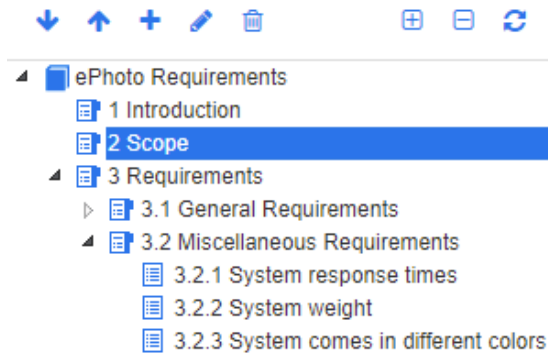 ePhoto Requirements
1 Introduction
2 Scope
3 Requirements
3.1 General Requirements
3.2 Miscellaneous Requirements
3.2.1 System response times
3.2.2 System weight
3.2.3 System comes in different colors